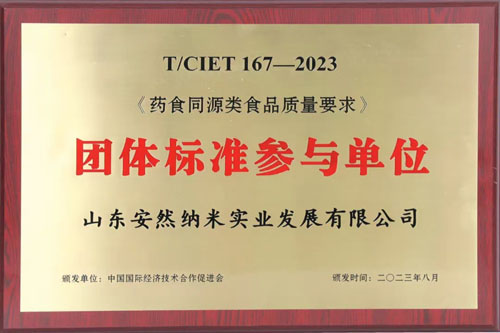 T/CIET 167—2023
《药食同源类食品质量要求》
团体标准参与单位
山东安然纳米实业发展有限公司
颁发单位：中国国际经济技术合作促进会 颁发时间：二〇二三年八月